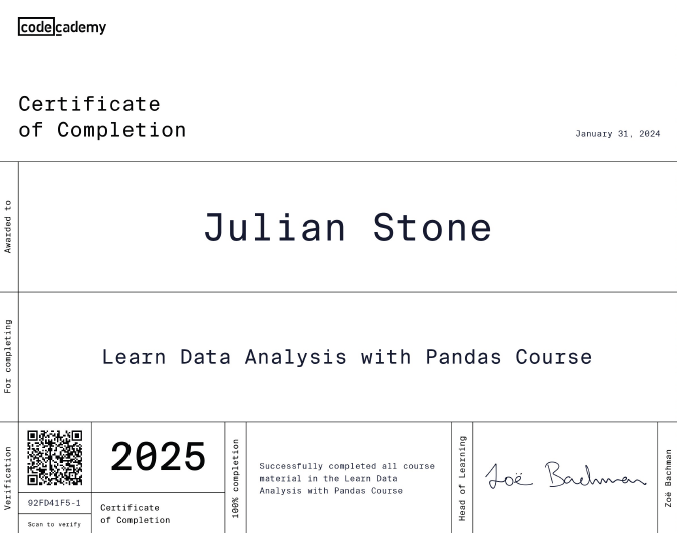 codecademy
Certificate
of Completion
January 31, 2024
Awarded to
Julian Stone
For completing
Learn Data Analysis with Pandas Course
Verification
92FD41F5-1
Scan to verify
2025
Certificate
of Completion
100% completion
Successfully completed all course
material in the Learn Data
Analysis with Pandas Course
Head of Learning
Zoë Bachman
Zoë Bachman